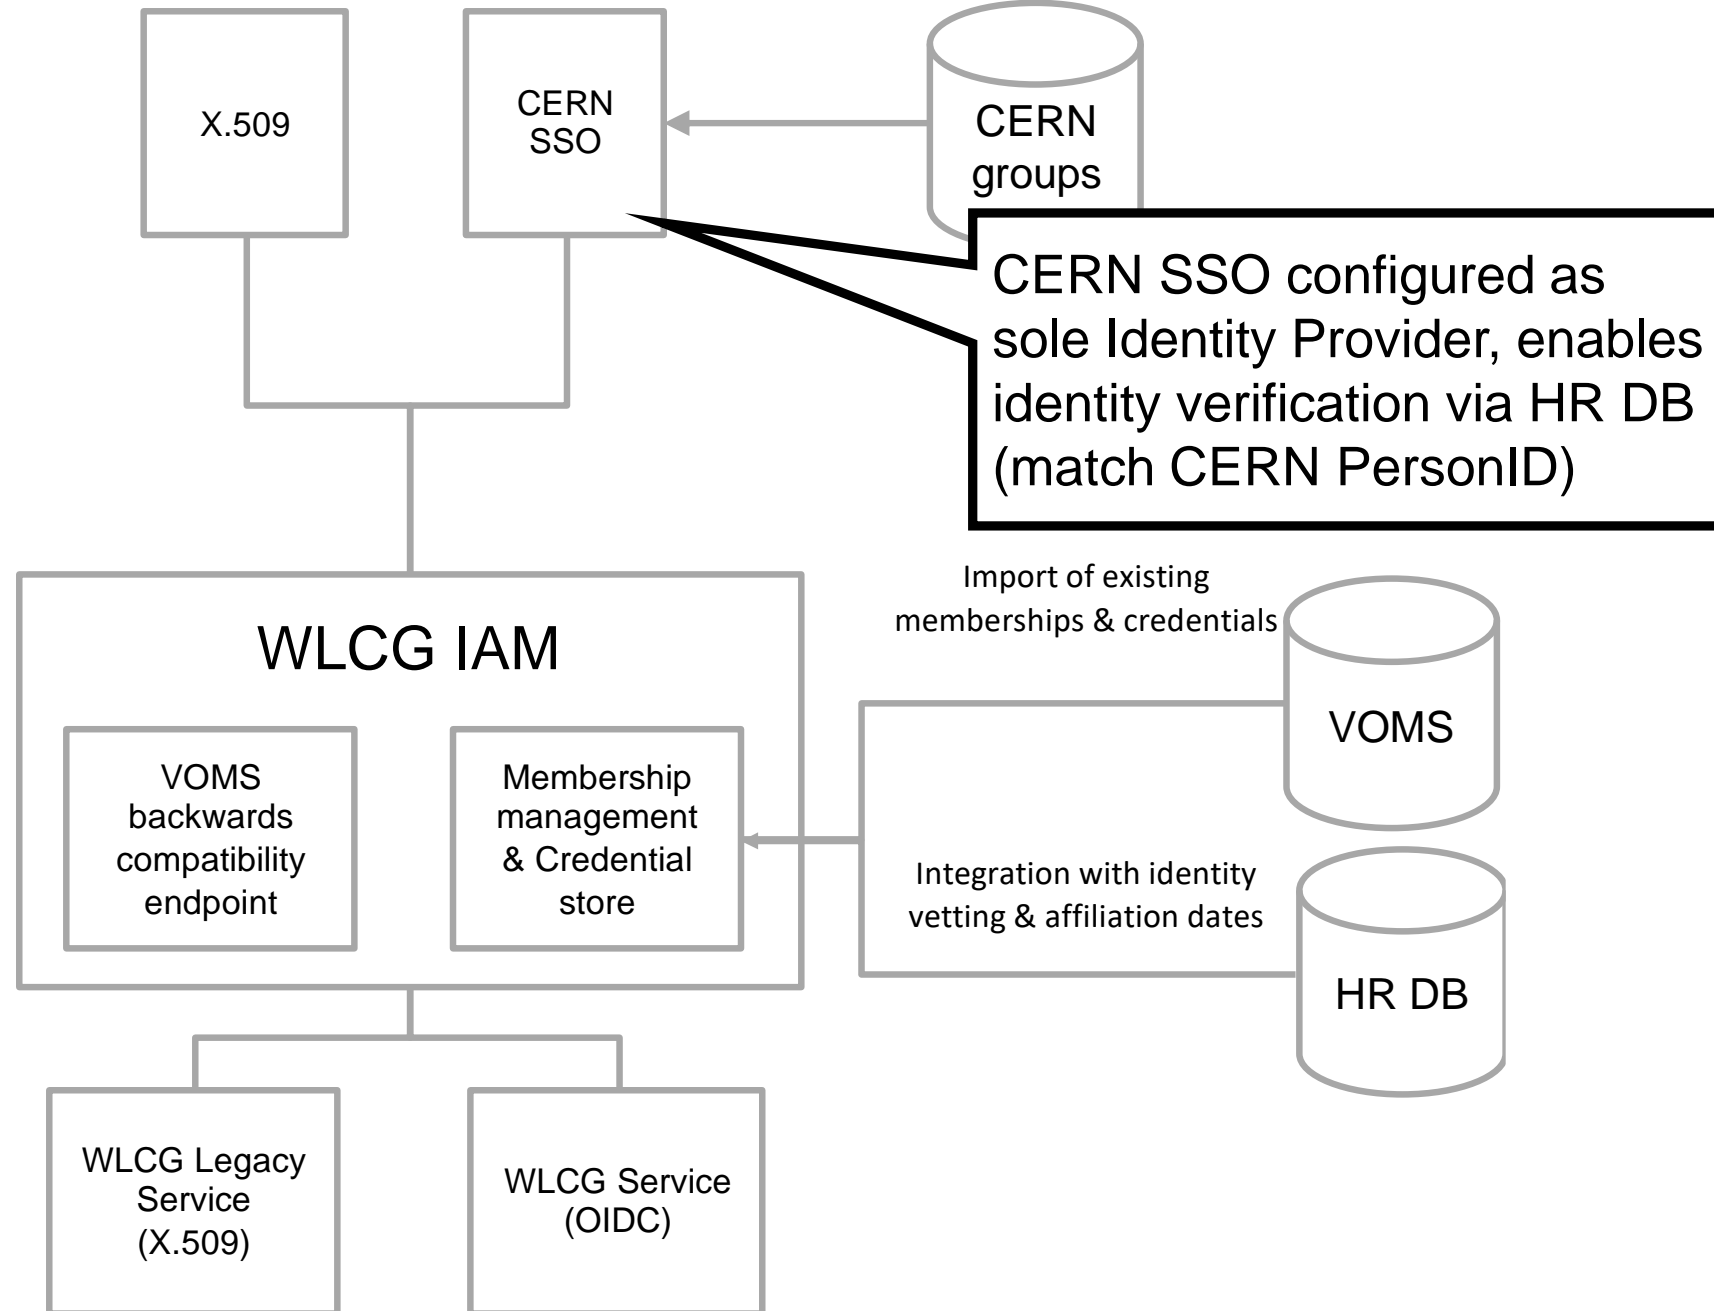 X.509
CERN
SSO
CERN
groups
CERN SSO configured as
sole Identity Provider, enables
identity verification via HR DB
(match CERN PersonID)
Import of existing
memberships & credentials
WLCG IAM
VOMS
VOMS
backwards
compatibility
endpoint
Membership
management
& Credential
store
Integration with identity
vetting & affiliation dates
HR DB
WLCG Legacy
Service
(X.509)
WLCG Service
(OIDC)